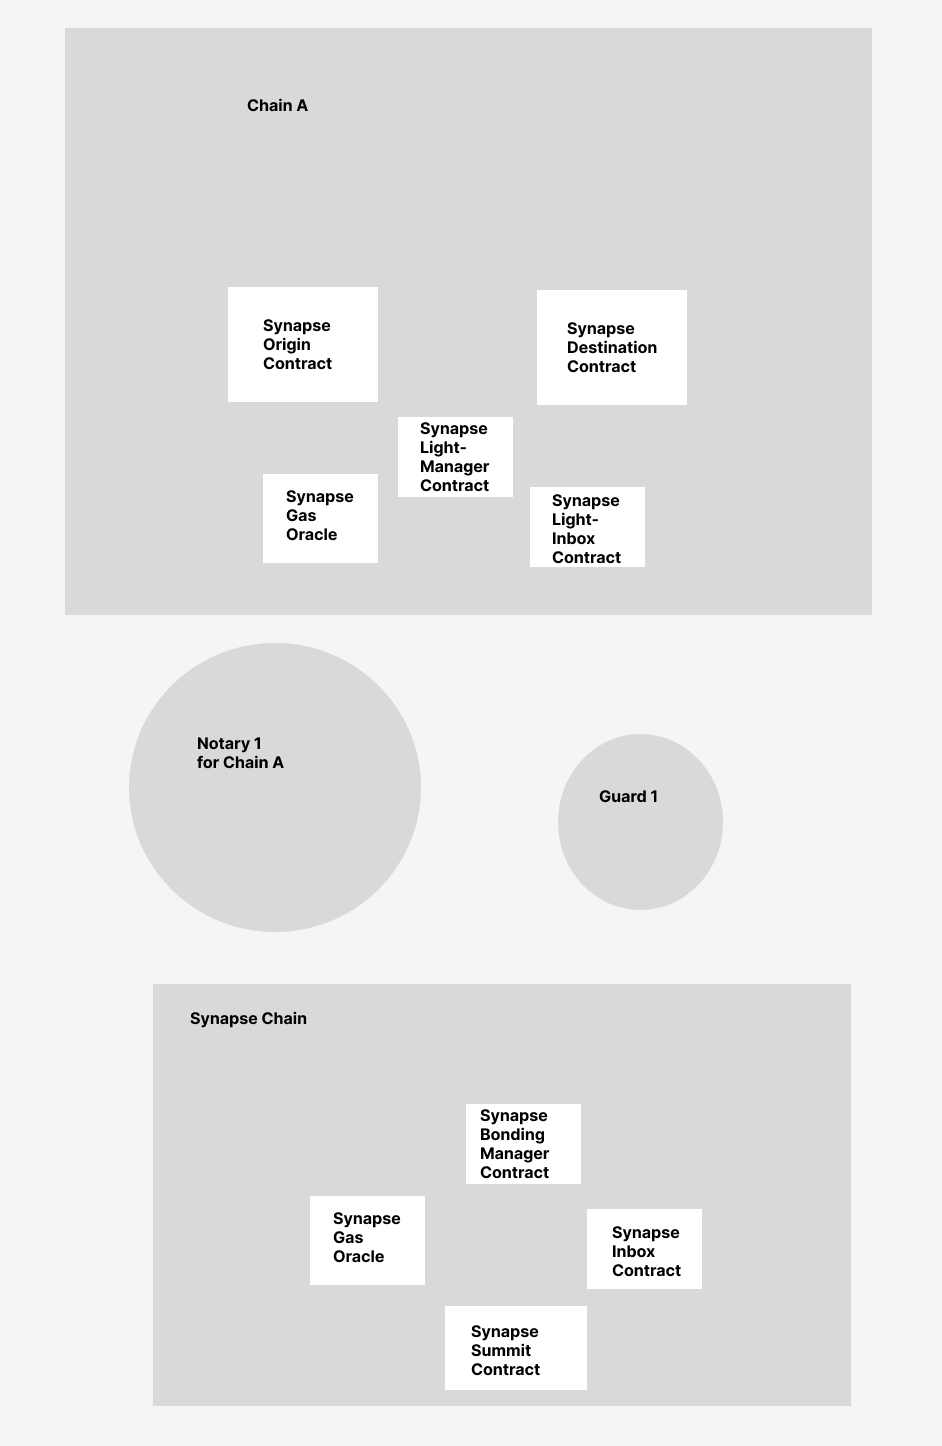 Chain A
Synapse
Origin
Contract
Synapse
Destination
Contract
Synapse
Light-
Manager
Contract
Synapse
Gas
Oracle
Synapse
Light-
Inbox
Contract
Notary 1
for Chain A
Guard 1
Synapse Chain
Synapse
Bonding
Manager
Contract
Synapse
Gas
Oracle
Synapse
Inbox
Contract
Synapse
Summit
Contract